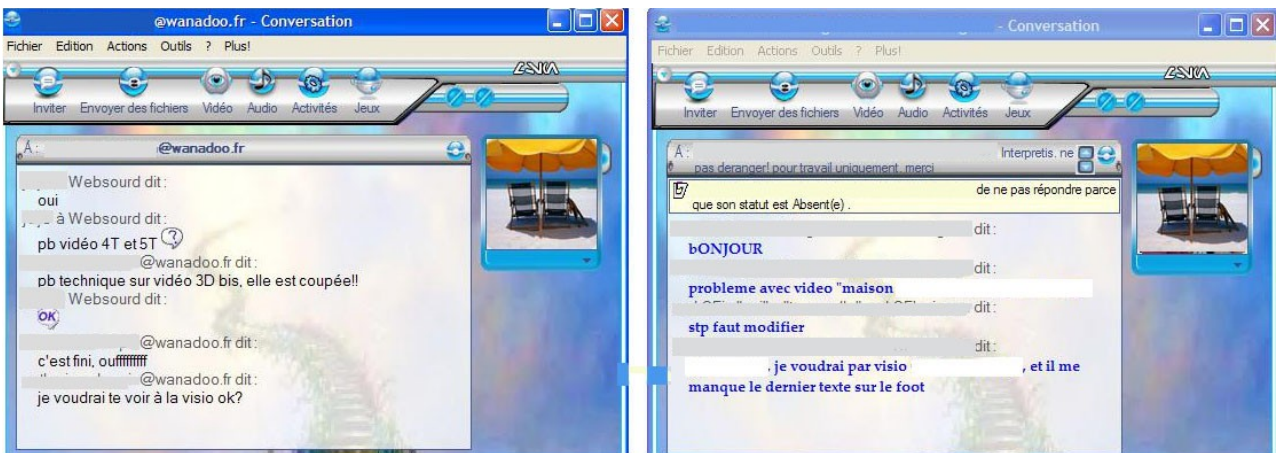 @wanadoo.fr - Conversation
Fichier Edition Actions Outils ? Plus!
Inviter Envoyer des fichiers Vidéo Audio Activités Jeux
À : @wanadoo.fr
Websourd dit :
oui
à Websourd dit :
pb vidéo 4T et 5T
@wanadoo.fr dit :
pb technique sur vidéo 3D bis, elle est coupée!!
Websourd dit :
OK
@wanadoo.fr dit :
c'est fini, ouffffffff
@wanadoo.fr dit :
je voudrai te voir à la visio ok?
- Conversation
Fichier Edition Actions Outils ? Plus!
Inviter Envoyer des fichiers Vidéo Audio Activités Jeux
À : Interpretis. ne
pas deranger! pour travail uniquement. merci
de ne pas répondre parce
que son statut est Absent(e) .
dit :
bONJOUR
dit :
probleme avec video "maison
dit :
stp faut modifier
dit :
, je voudrai par visio , et il me
manque le dernier texte sur le foot